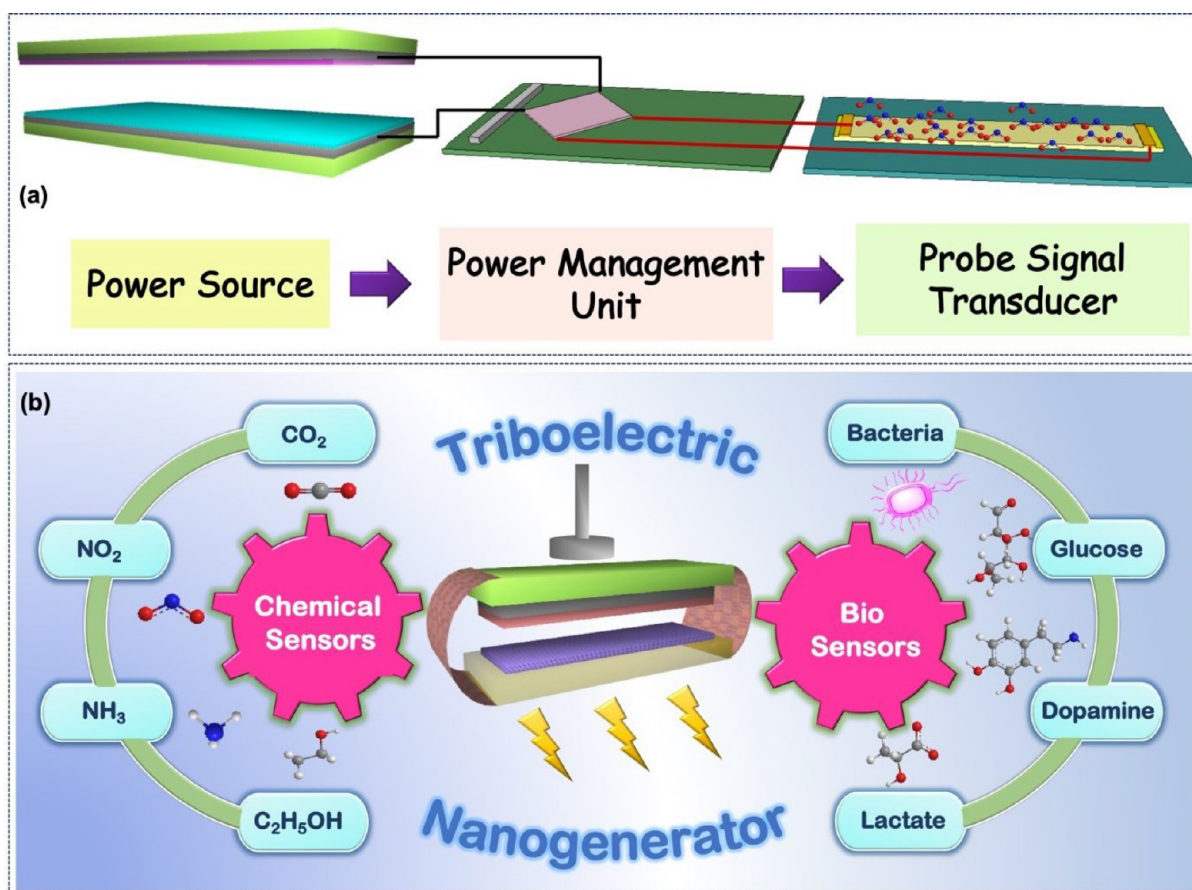 (a)
Power Source
Power Management
Unit
Probe Signal
Transducer
(b)
Triboelectric
Nanogenerator
CO₂
NO₂
NH₃
C₂H₅OH
Chemical
Sensors
Bio
Sensors
Bacteria
Glucose
Dopamine
Lactate